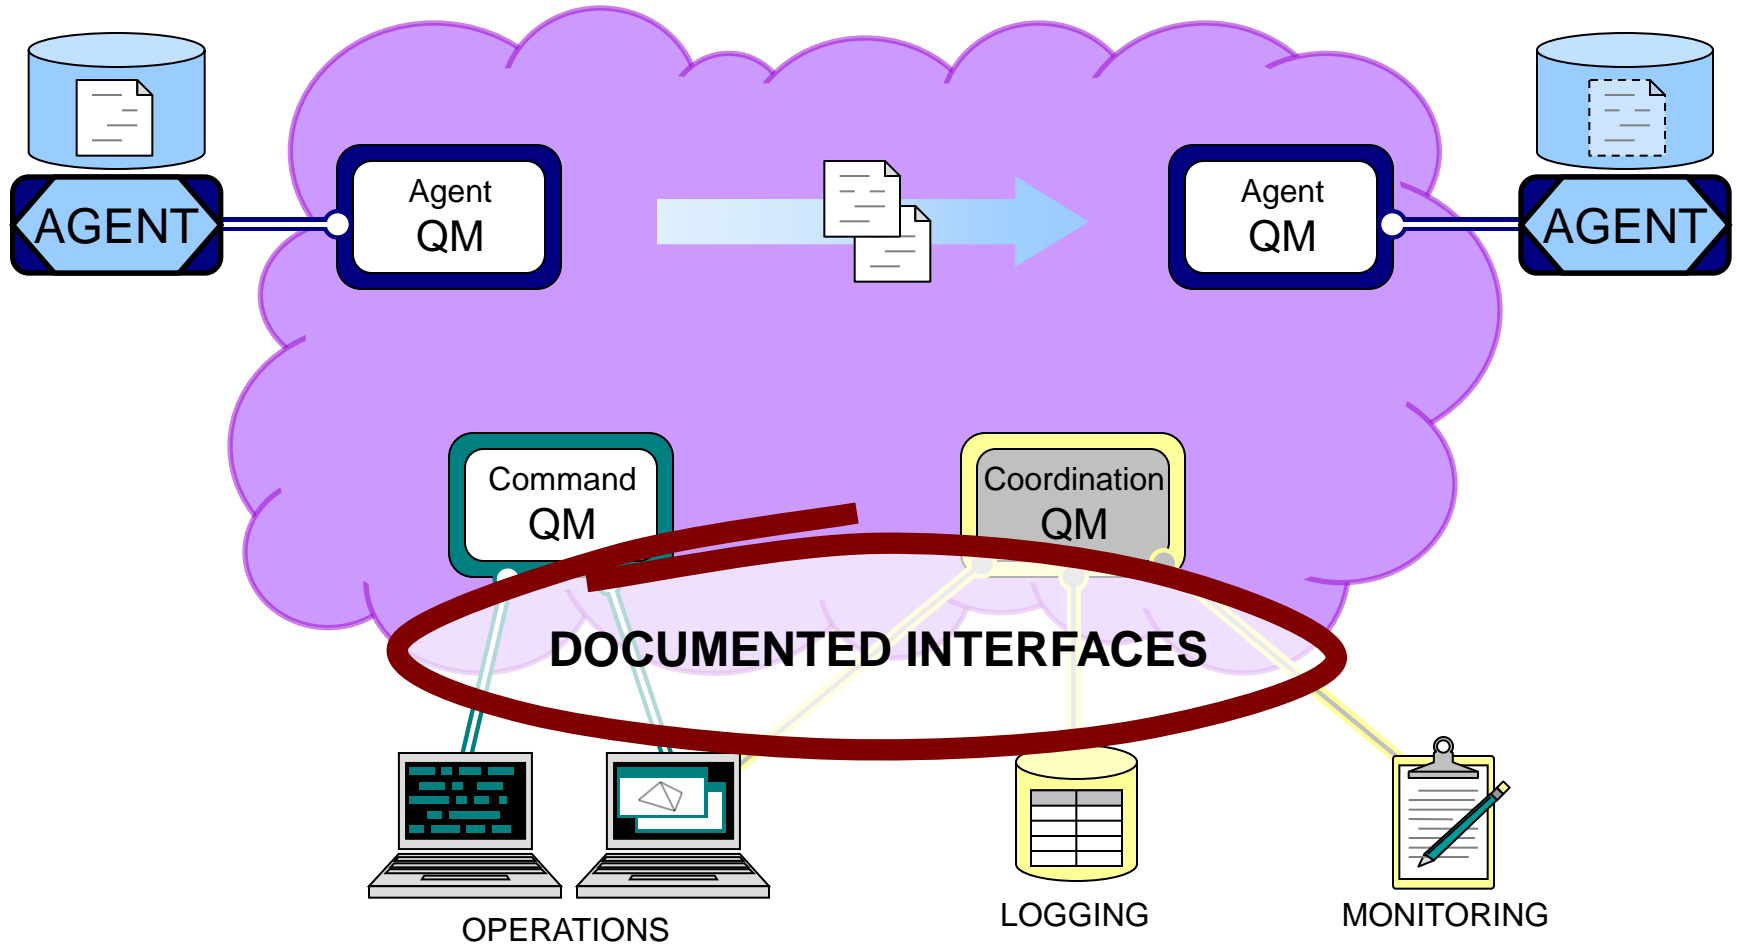 AGENT
Agent
QM
Agent
QM
AGENT
Command
QM
Coordination
QM
DOCUMENTED INTERFACES
OPERATIONS
LOGGING
MONITORING